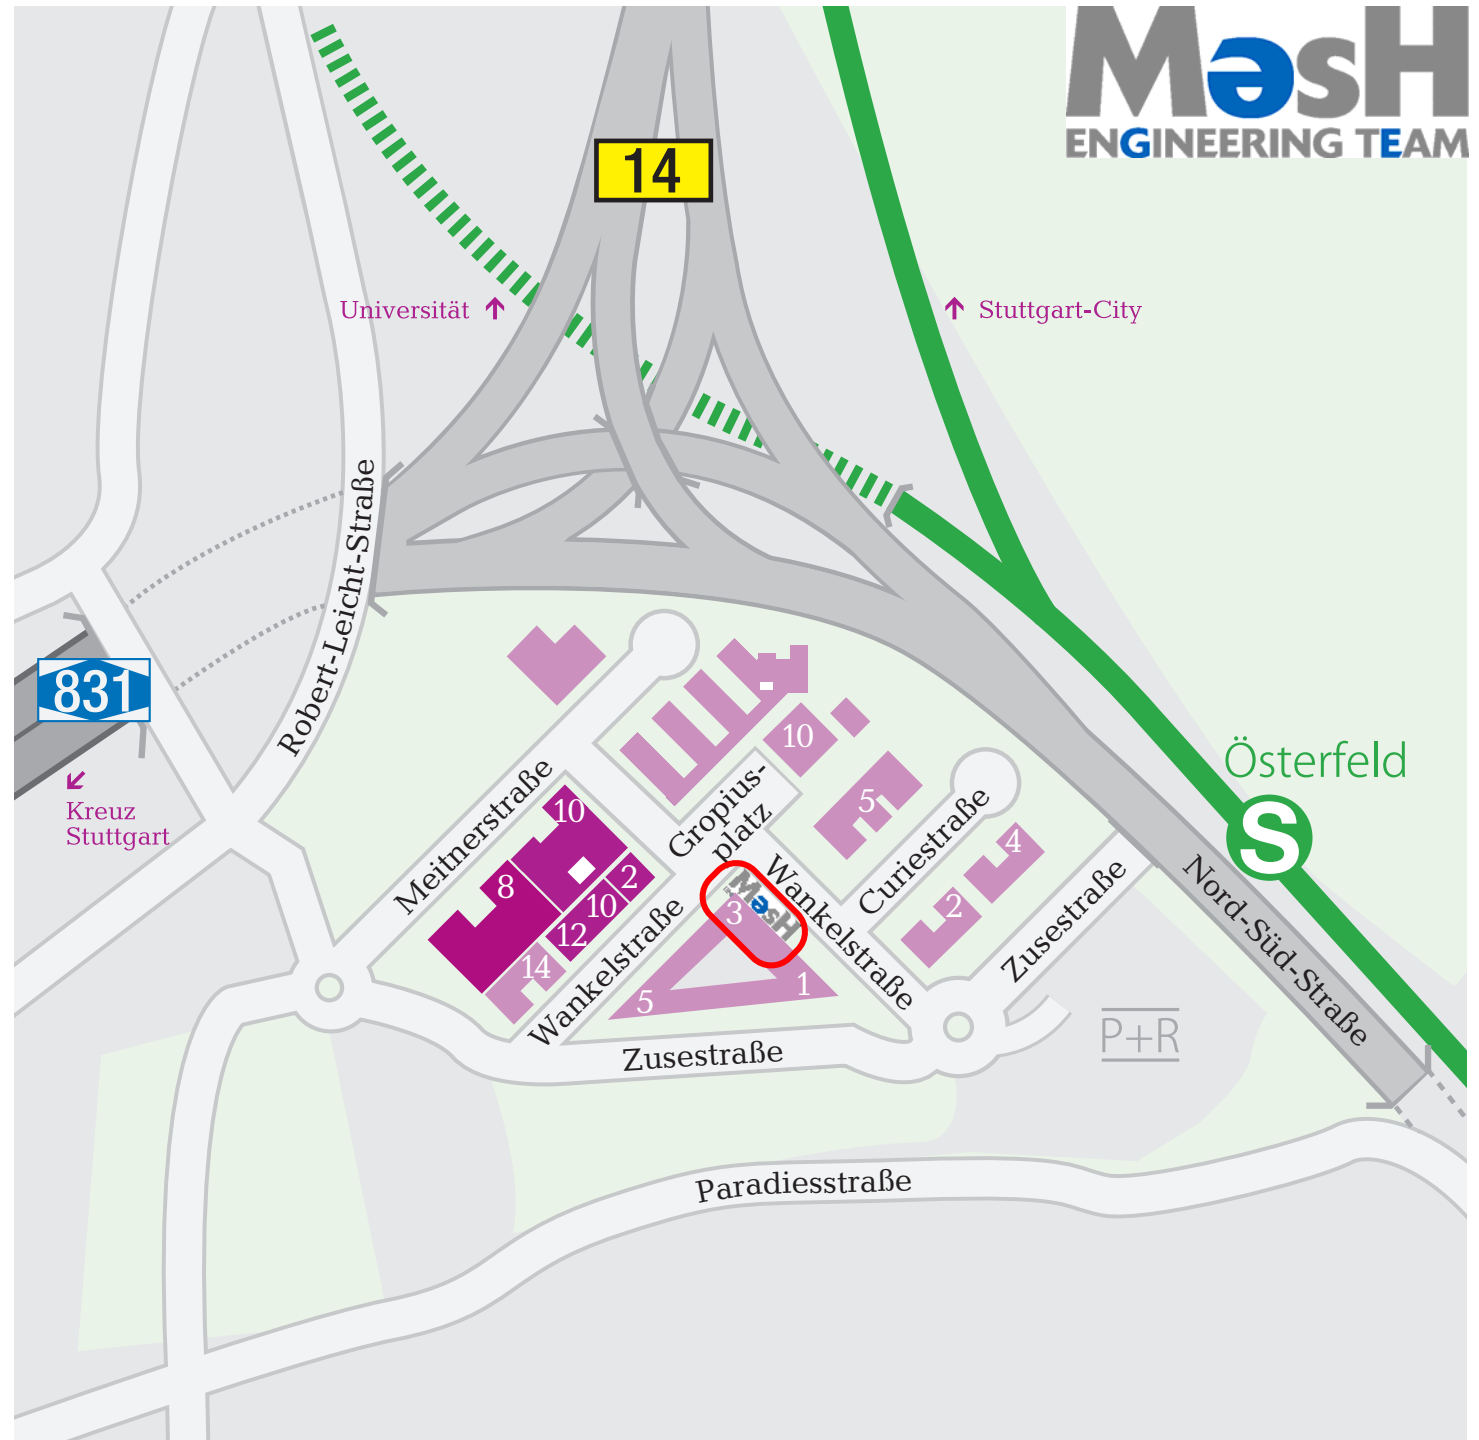 MəsH
ENGINEERING TEAM
14
Universität
Stuttgart-City
Robert-Leicht-Straße
831
Kreuz
Stuttgart
Österfeld
S
10
Meitnerstraße
Gropius-
platz
5
Curiestraße
4
10
8
2
10
12
14
Wankelstraße
MəsH
3
Wankelstraße
2
Zusestraße
Nord-Süd-Straße
1
5
Zusestraße
P+R
Paradiesstraße